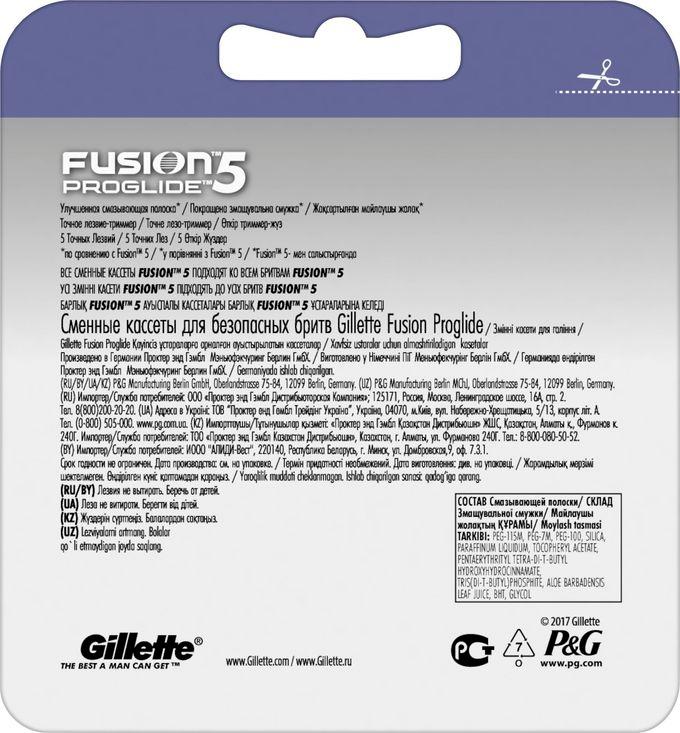 FUSION™5
PROGLIDE™
Улучшенная смазывающая полоска* / Покращена змащувальна смужка* / Жақсартылған майлаушы жолақ*
Точное лезвие-триммер / Точне лезо-триммер / Өткір триммер-жүз
5 Точных Лезвий / 5 Точних Лез / 5 Өткір Жүздер
*по сравнению с Fusion™ 5 / *у порівнянні з Fusion™ 5 / *Fusion™ 5- мен салыстырғанда
ВСЕ СМЕННЫЕ КАССЕТЫ FUSION™ 5 ПОДХОДЯТ КО ВСЕМ БРИТВАМ FUSION™ 5
УСІ ЗМІННІ КАСЕТИ FUSION™ 5 ПІДХОДЯТЬ ДО УСІХ БРИТВ FUSION™ 5
БАРЛЫҚ FUSION™ 5 АУЫСПАЛЫ КАССЕТАЛАРЫ БАРЛЫҚ FUSION™ 5 ҰСТАРАЛАРЫНА КЕЛЕДІ
Сменные кассеты для безопасных бритв Gillette Fusion Proglide / Змінні касети для гоління /
Gillette Fusion Proglide Қауіпсіз ұстараларға арналған ауыстырылатын кассеталар / Xavfsiz ustaralar uchun almashtiriladigan kasetalar
Произведено в Германии Проктер энд Гэмбл Мэньюфэкчуринг Берлин ГмбХ. / Виготовлено у Німеччині ПІГ Меньюфекчурінг Берлін ГмбХ. / Германияда өндірілген
Проктер энд Гэмбл Мэньюфэкчуринг Берлин ГмбХ. / Germaniyada ishlab chiqarilgan.
(RU/BY/UA/KZ) P&G Manufacturing Berlin GmbH, Oberlandstrasse 75-84, 12099 Berlin, Germany. (UZ) P&G Manufacturing Berlin MChJ, Oberlandstrasse 75-84, 12099 Berlin, Germany.
(RU) Импортер/Служба потребителей: ООО «Проктер энд Гэмбл Дистрибьюторская Компания»; 125171, Россия, Москва, Ленинградское шоссе, 16А, стр. 2.
Тел. 8(800)200-20-20. (UA) Адреса в Україні: ТОВ "Проктер енд Гембл Трейдінг Україна", Україна, 04070, м.Київ, вул. Набережно-Хрещатицька, 5/13, корпус літ. А.
Тел. (0-800) 505-000. www.pg.com.ua. (KZ) Импорттаушы/Тұтынушылар қызметі: «Проктер энд Гэмбл Қазақстан Дистрибьюшн» ЖШС, Қазақстан, Алматы қ., Фурманов к.
240Г. Импортер/Служба потребителей: ТОО «Проктер энд Гэмбл Казахстан Дистрибьюшн», Казахстан, г. Алматы, ул. Фурманова 240Г. Тел.: 8-800-080-50-52.
(BY) Импортер/Служба потребителей: ИООО "АЛИДИ-Вест", 220140, Республика Беларусь, г. Минск, ул. Домбровская,9, оф. 7.3.1.
Срок годности не ограничен. Дата производства: см. на упаковке. / Термін придатності необмежений. Дата виготовлення: див. на упаковці. / Жарамдылық мерзімі
шектелмеген. Өндірілген күні: қаптамадан қараңыз. / Yaroqlilik muddati cheklanmagan. Ishlab chiqarilgan sanasi: qadog'iga qarang.
(RU/BY) Лезвия не вытирать. Беречь от детей.
(UA) Леза не витирати. Берегти від дітей.
(KZ) Жүздерін сүртпеңіз. Балалардан сақтаңыз.
(UZ) Lezviyalarni artmang. Bolalar
qo`li etmaydigan joyda saqlang.
СОСТАВ Смазывающей полоски/ СКЛАД
Змащувальної смужки/ Майлаушы
жолақтың ҚҰРАМЫ/ Moylash tasmasi
TARKIBI: PEG-115M, PEG-7M, PEG-100, SILICA,
PARAFFINUM LIQUIDUM, TOCOPHERYL ACETATE,
PENTAERYTHRITYL TETRA-DI-T-BUTYL
HYDROXYHYDROCINNAMATE,
TRIS(DI-T-BUTYL)PHOSPHITE, ALOE BARBADENSIS
LEAF JUICE, BHT, GLYCOL
© 2017 Gillette
Gillette®
THE BEST A MAN CAN GET™
www.Gillette.com / www.Gillette.ru
РСТ
7
P&G
www.pg.com